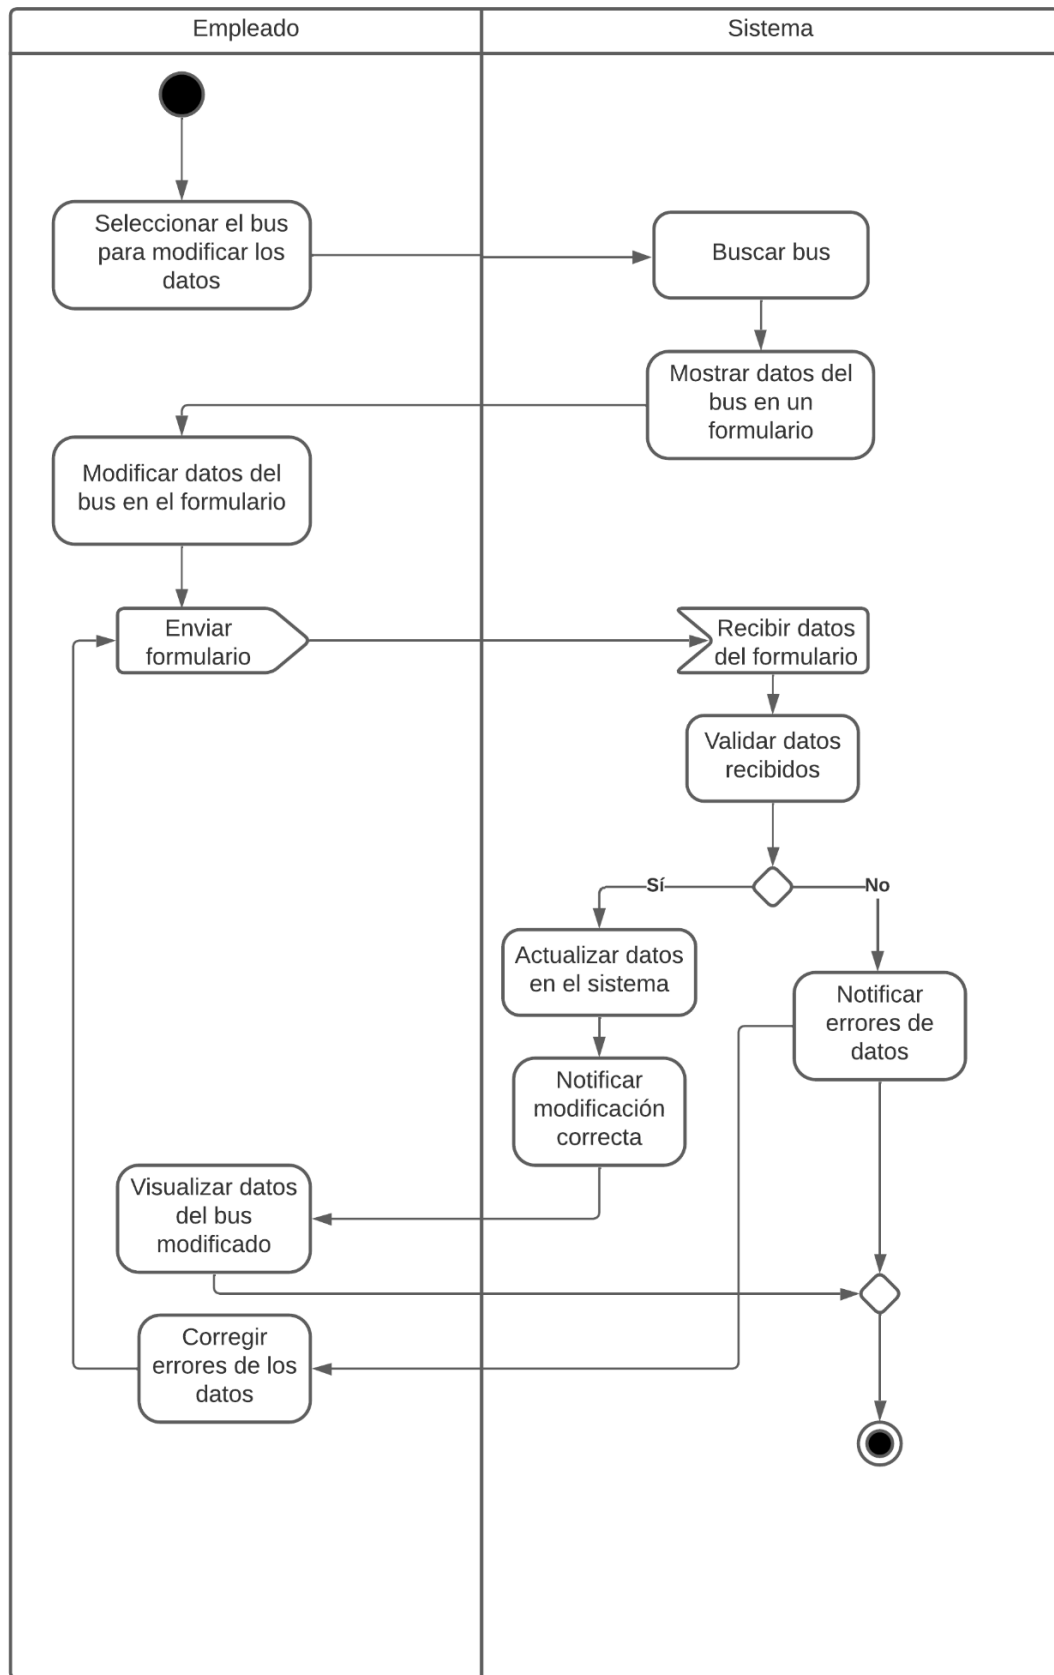 Empleado
Sistema
Seleccionar el bus
para modificar los
datos
Buscar bus
Mostrar datos del
bus en un
formulario
Modificar datos del
bus en el formulario
Enviar
formulario
Recibir datos
del formulario
Validar datos
recibidos
Sí
No
Actualizar datos
en el sistema
Notificar
errores de
datos
Notificar
modificación
correcta
Visualizar datos
del bus
modificado
Corregir
errores de los
datos